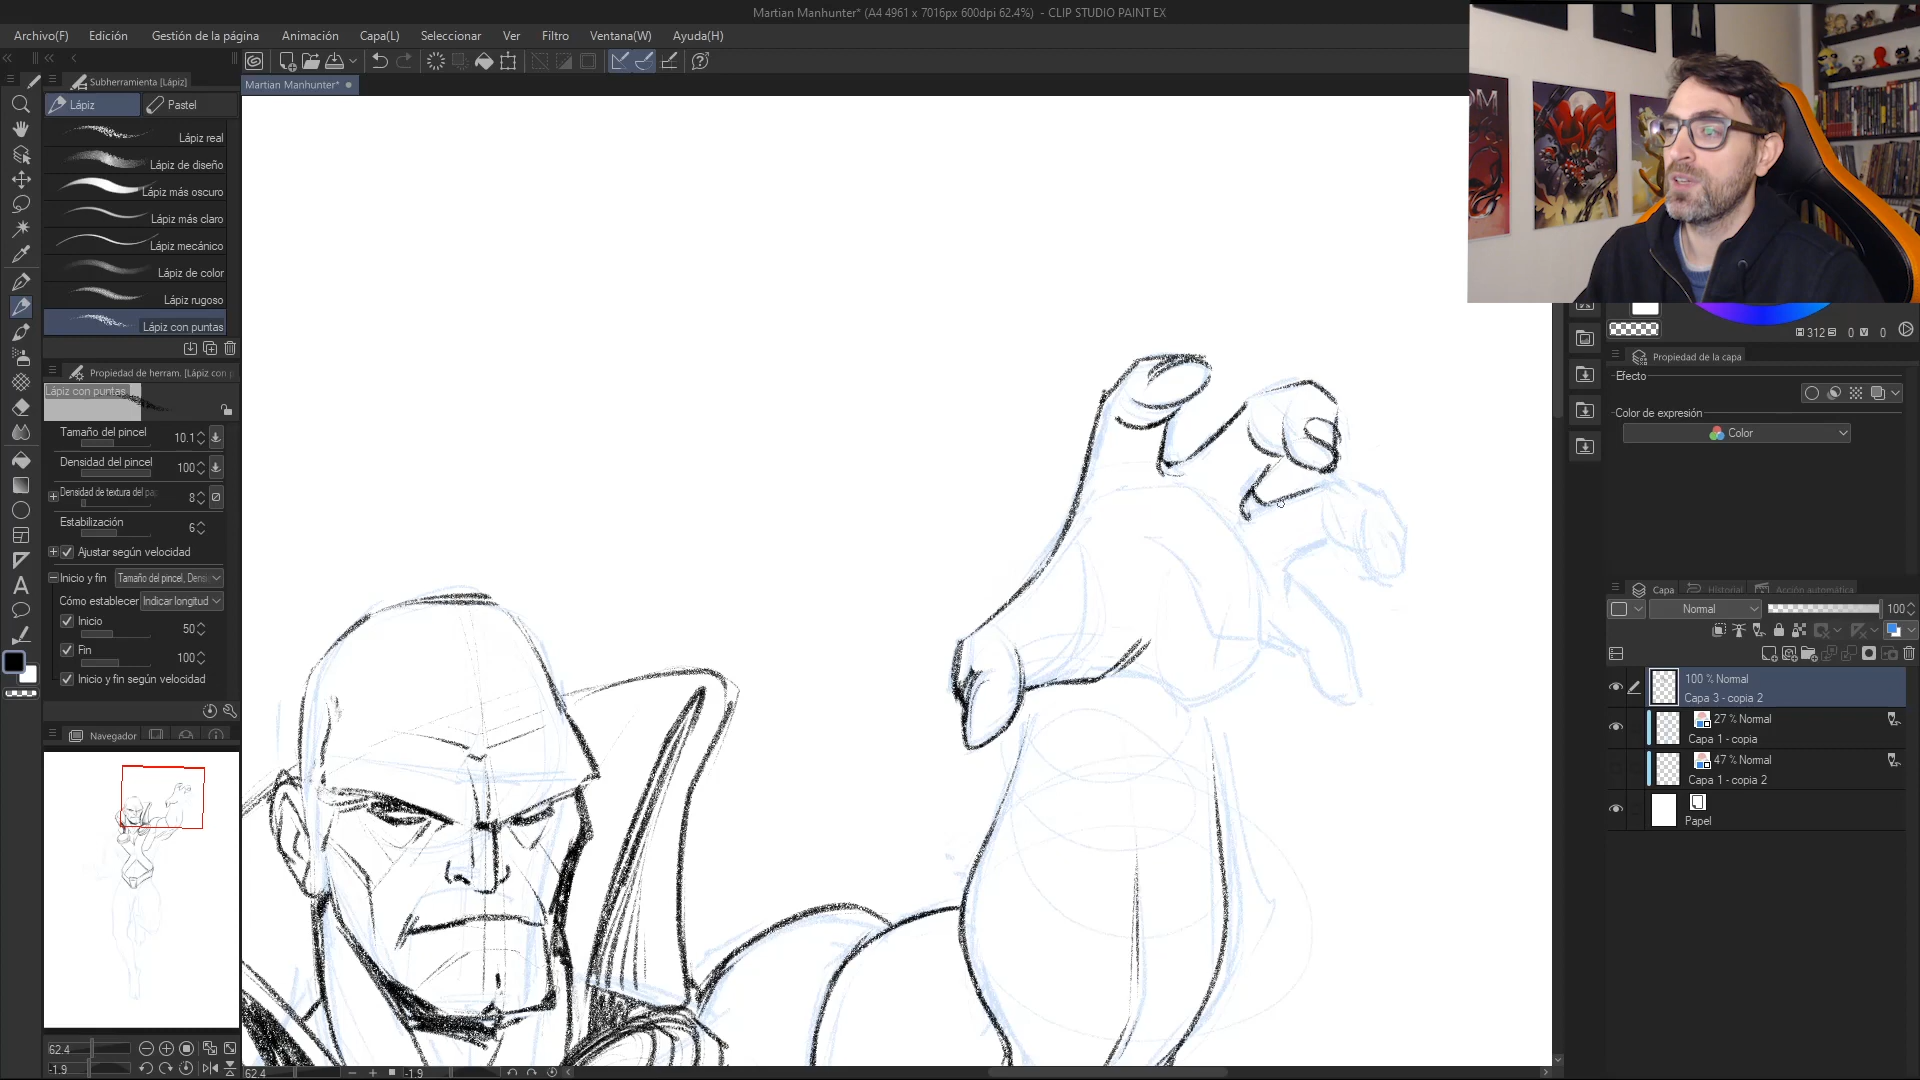 Martian Manhunter* (A4 4961 x 7016px 600dpi 62.4%) - CLIP STUDIO PAINT EX
Archivo(F) Edición Gestión de la página Animación Capa(L) Seleccionar Ver Filtro Ventana(W) Ayuda(H)
Subherramienta [Lápiz]
Martian Manhunter*
Lápiz Pastel
Lápiz real
Lápiz de diseño
Lápiz más oscuro
Lápiz más claro
Lápiz mecánico
Lápiz de color
Lápiz rugoso
Lápiz con puntas
Propiedad de herram. [Lápiz con p
Lápiz con puntas
Tamaño del pincel 10.1
Densidad del pincel 100
Densidad de textura del pa 8
Estabilización 6
Ajustar según velocidad
Inicio y fin Tamaño del pincel, Densi
Cómo establecer Indicar longitud
Inicio 50
Fin 100
Inicio y fin según velocidad
Navegador
62.4
-1.9
62.4 -1.9
312 0 V 0
Propiedad de la capa
Efecto
Color de expresión
Color
Capa Historial Acción automática
Normal 100
100 % Normal
Capa 3 - copia 2
27 % Normal
Capa 1 - copia
47 % Normal
Capa 1 - copia 2
Papel